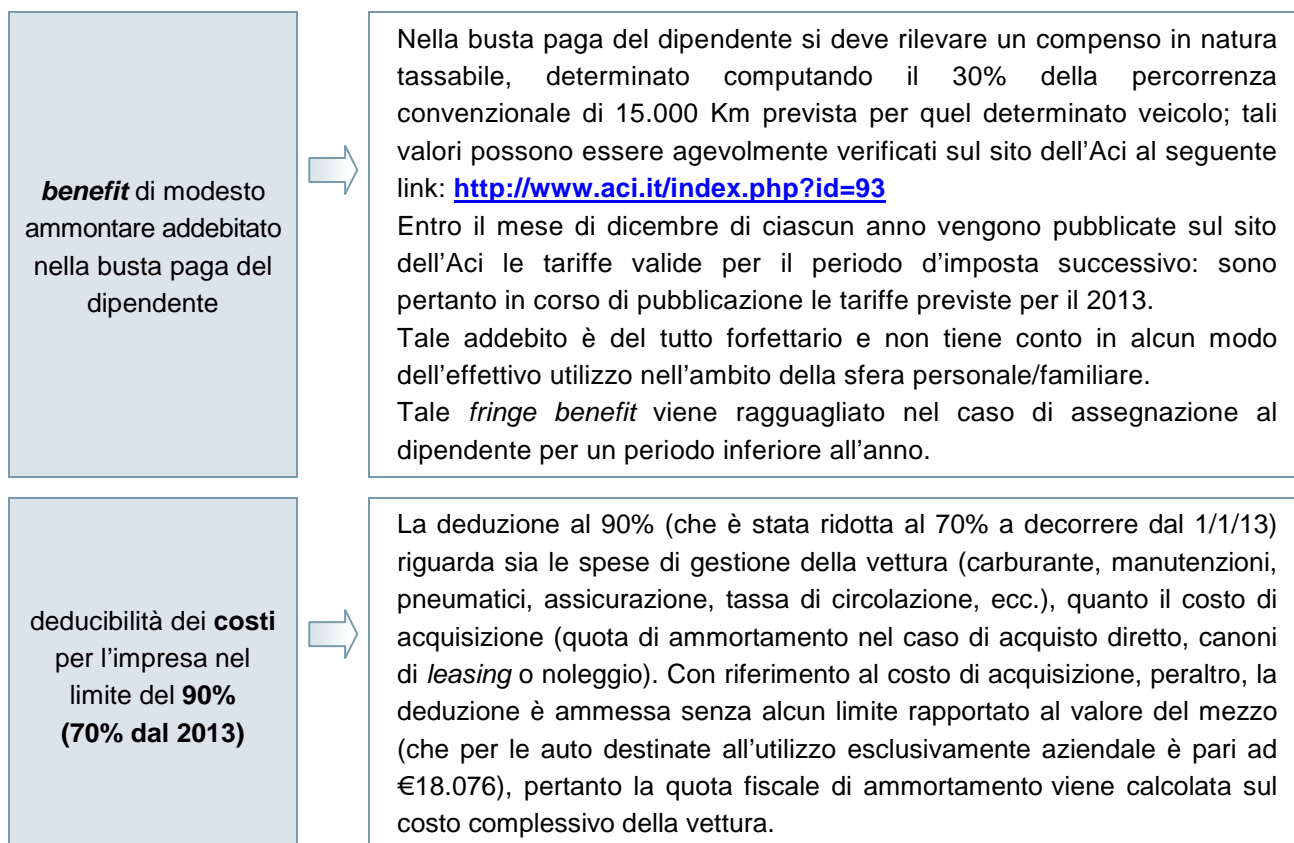 benefit di modesto
ammontare addebitato
nella busta paga del
dipendente
Nella busta paga del dipendente si deve rilevare un compenso in natura
tassabile, determinato computando il 30% della percorrenza
convenzionale di 15.000 Km prevista per quel determinato veicolo; tali
valori possono essere agevolmente verificati sul sito dell’Aci al seguente
link: http://www.aci.it/index.php?id=93
Entro il mese di dicembre di ciascun anno vengono pubblicate sul sito
dell’Aci le tariffe valide per il periodo d’imposta successivo: sono
pertanto in corso di pubblicazione le tariffe previste per il 2013.
Tale addebito è del tutto forfettario e non tiene conto in alcun modo
dell’effettivo utilizzo nell’ambito della sfera personale/familiare.
Tale fringe benefit viene ragguagliato nel caso di assegnazione al
dipendente per un periodo inferiore all’anno.
deducibilità dei costi
per l’impresa nel
limite del 90%
(70% dal 2013)
La deduzione al 90% (che è stata ridotta al 70% a decorrere dal 1/1/13)
riguarda sia le spese di gestione della vettura (carburante, manutenzioni,
pneumatici, assicurazione, tassa di circolazione, ecc.), quanto il costo di
acquisizione (quota di ammortamento nel caso di acquisto diretto, canoni
di leasing o noleggio). Con riferimento al costo di acquisizione, peraltro, la
deduzione è ammessa senza alcun limite rapportato al valore del mezzo
(che per le auto destinate all’utilizzo esclusivamente aziendale è pari ad
€18.076), pertanto la quota fiscale di ammortamento viene calcolata sul
costo complessivo della vettura.